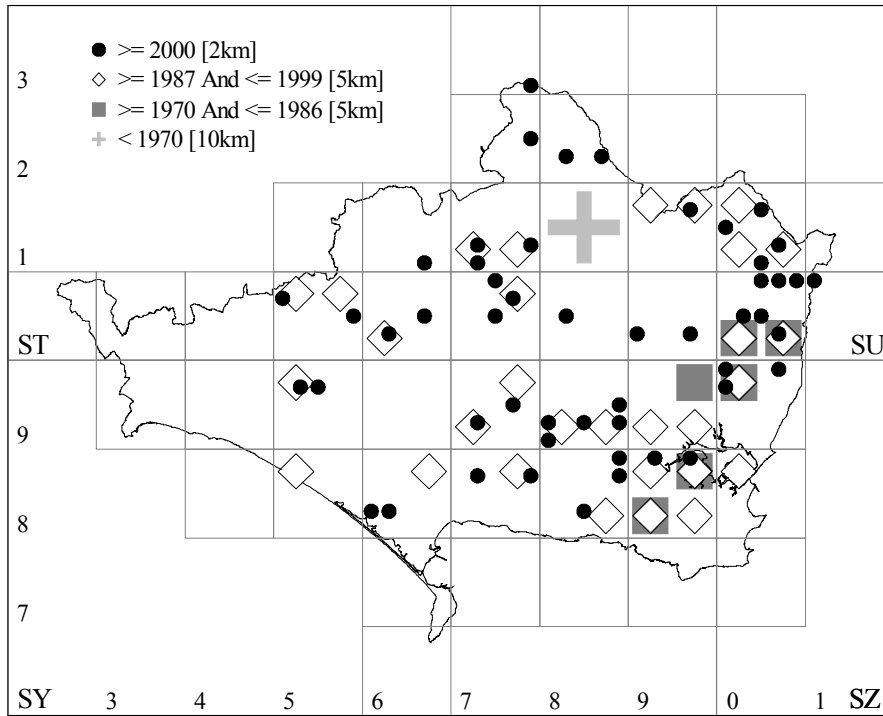 >= 2000 [2km]
>= 1987 And <= 1999 [5km]
>= 1970 And <= 1986 [5km]
< 1970 [10km]
3
2
1
ST SU
9
8
7
SY 3 4 5 6 7 8 9 0 1 SZ